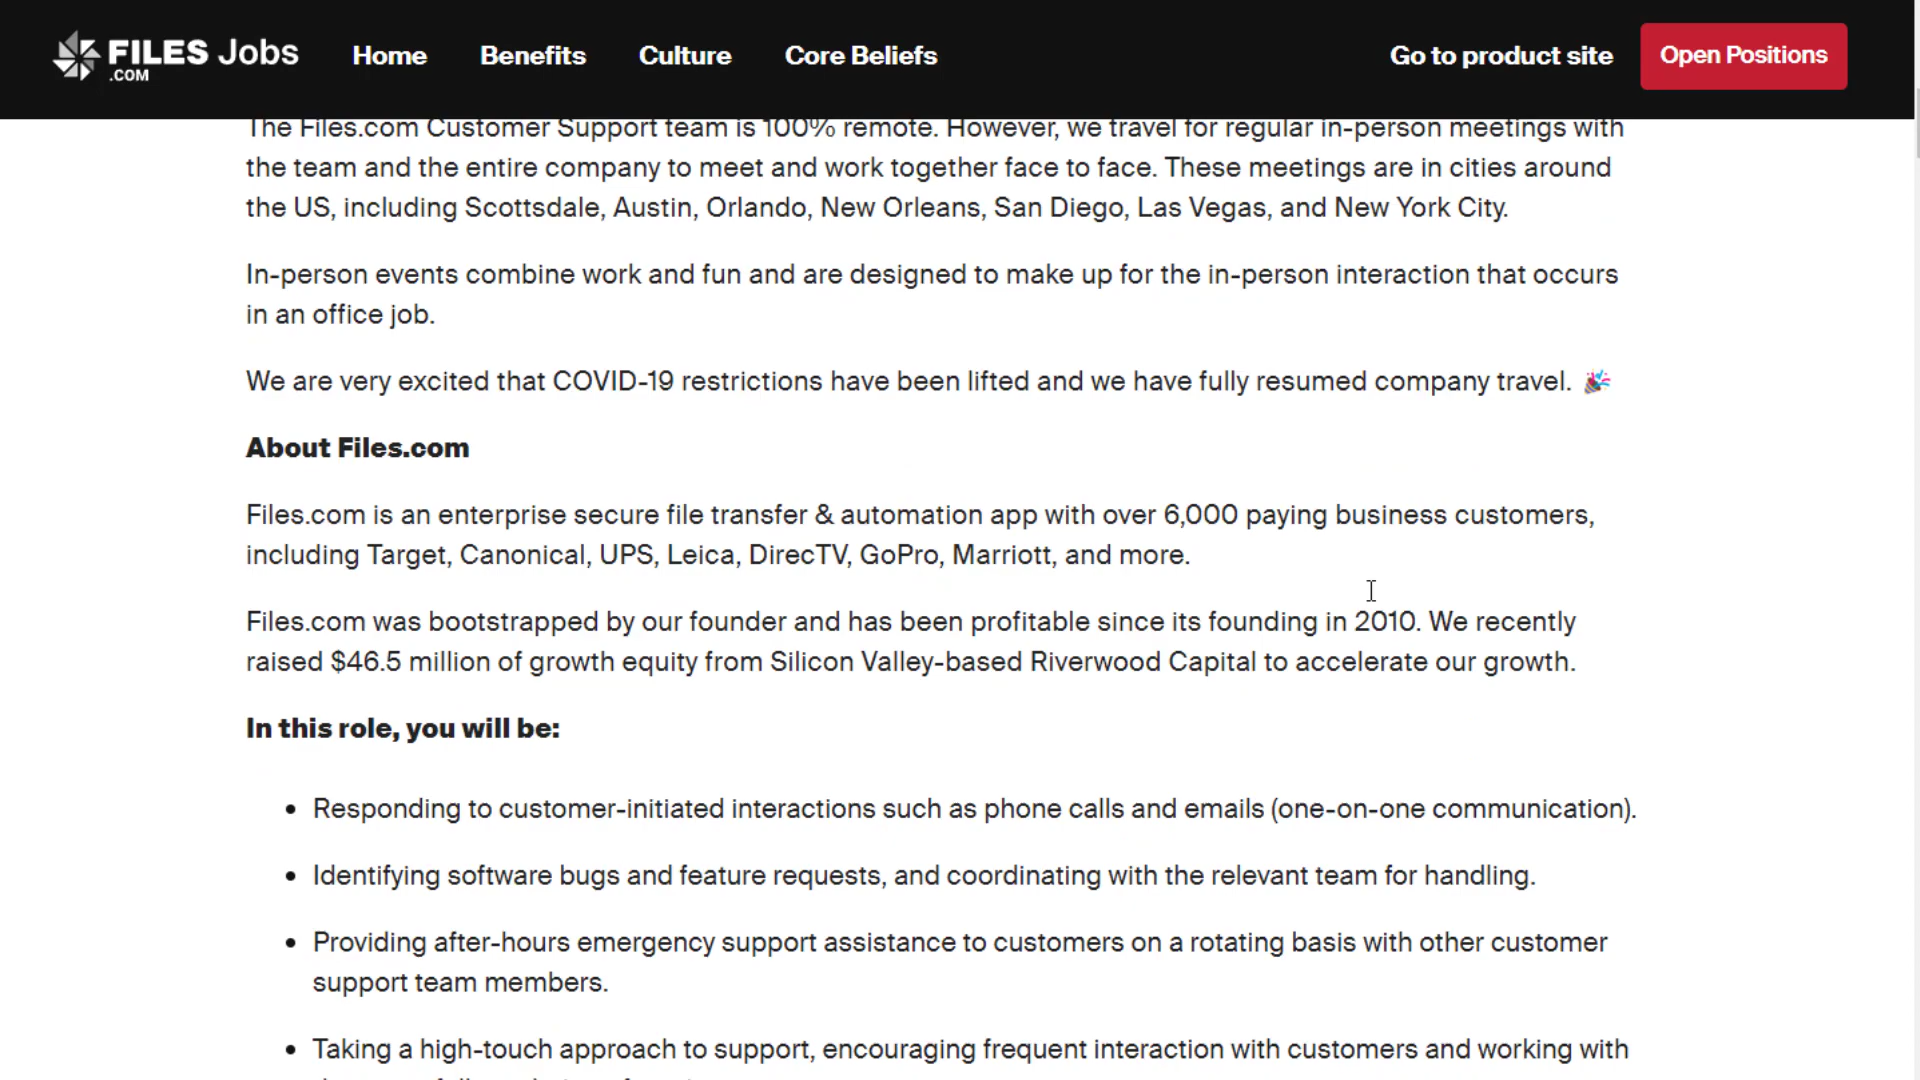 FILES Jobs
.COM
Home
Benefits
Culture
Core Beliefs
Go to product site
Open Positions
The Files.com Customer Support team is 100% remote. However, we travel for regular in-person meetings with
the team and the entire company to meet and work together face to face. These meetings are in cities around
the US, including Scottsdale, Austin, Orlando, New Orleans, San Diego, Las Vegas, and New York City.
In-person events combine work and fun and are designed to make up for the in-person interaction that occurs
in an office job.
We are very excited that COVID-19 restrictions have been lifted and we have fully resumed company travel. 🎉
About Files.com
Files.com is an enterprise secure file transfer & automation app with over 6,000 paying business customers,
including Target, Canonical, UPS, Leica, DirecTV, GoPro, Marriott, and more.
Files.com was bootstrapped by our founder and has been profitable since its founding in 2010. We recently
raised $46.5 million of growth equity from Silicon Valley-based Riverwood Capital to accelerate our growth.
In this role, you will be:
• Responding to customer-initiated interactions such as phone calls and emails (one-on-one communication).
• Identifying software bugs and feature requests, and coordinating with the relevant team for handling.
• Providing after-hours emergency support assistance to customers on a rotating basis with other customer
support team members.
• Taking a high-touch approach to support, encouraging frequent interaction with customers and working with